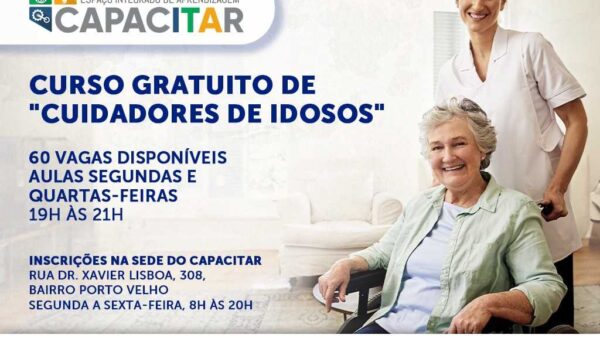 ESPAÇO INTEGRADO DE APRENDIZAGEM
CAPACITAR
CURSO GRATUITO DE
"CUIDADORES DE IDOSOS"
60 VAGAS DISPONÍVEIS
AULAS SEGUNDAS E
QUARTAS-FEIRAS
19H ÀS 21H
INSCRIÇÕES NA SEDE DO CAPACITAR
RUA DR. XAVIER LISBOA, 308,
BAIRRO PORTO VELHO
SEGUNDA A SEXTA-FEIRA, 8H ÀS 20H